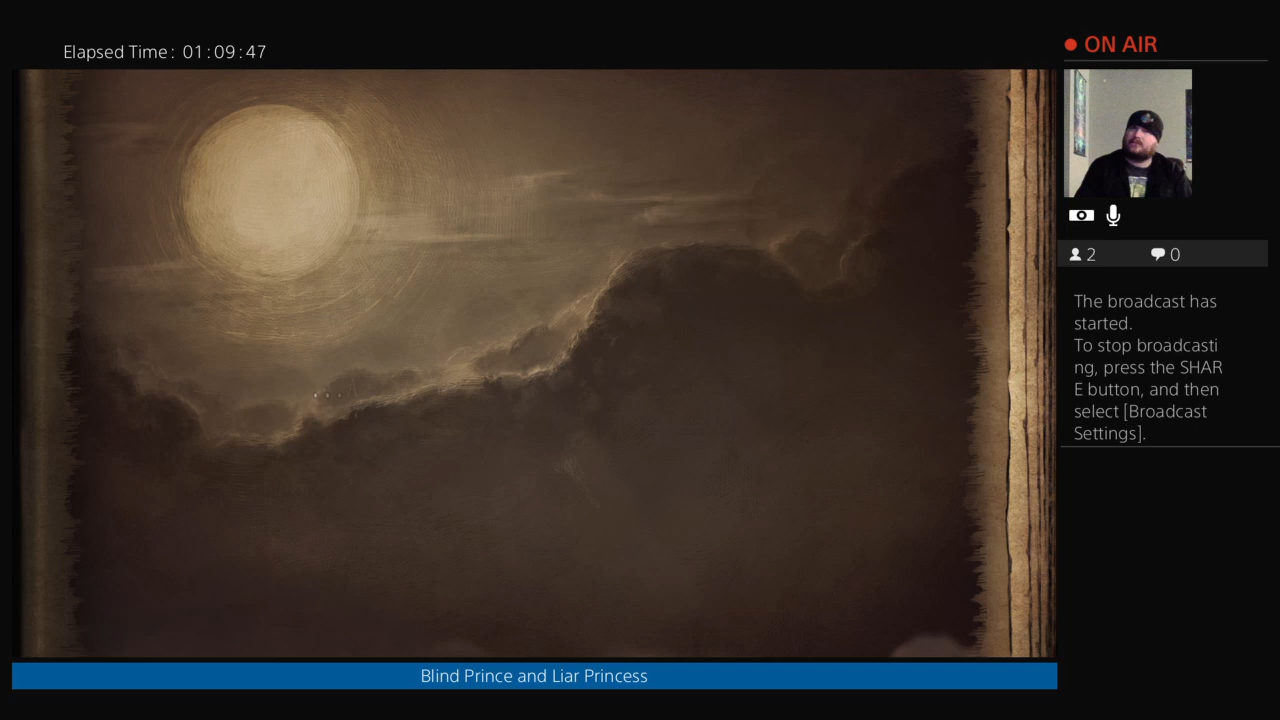 Elapsed Time: 01:09:47
ON AIR
2 0
The broadcast has
started.
To stop broadcasti
ng, press the SHAR
E button, and then
select [Broadcast
Settings].
Blind Prince and Liar Princess